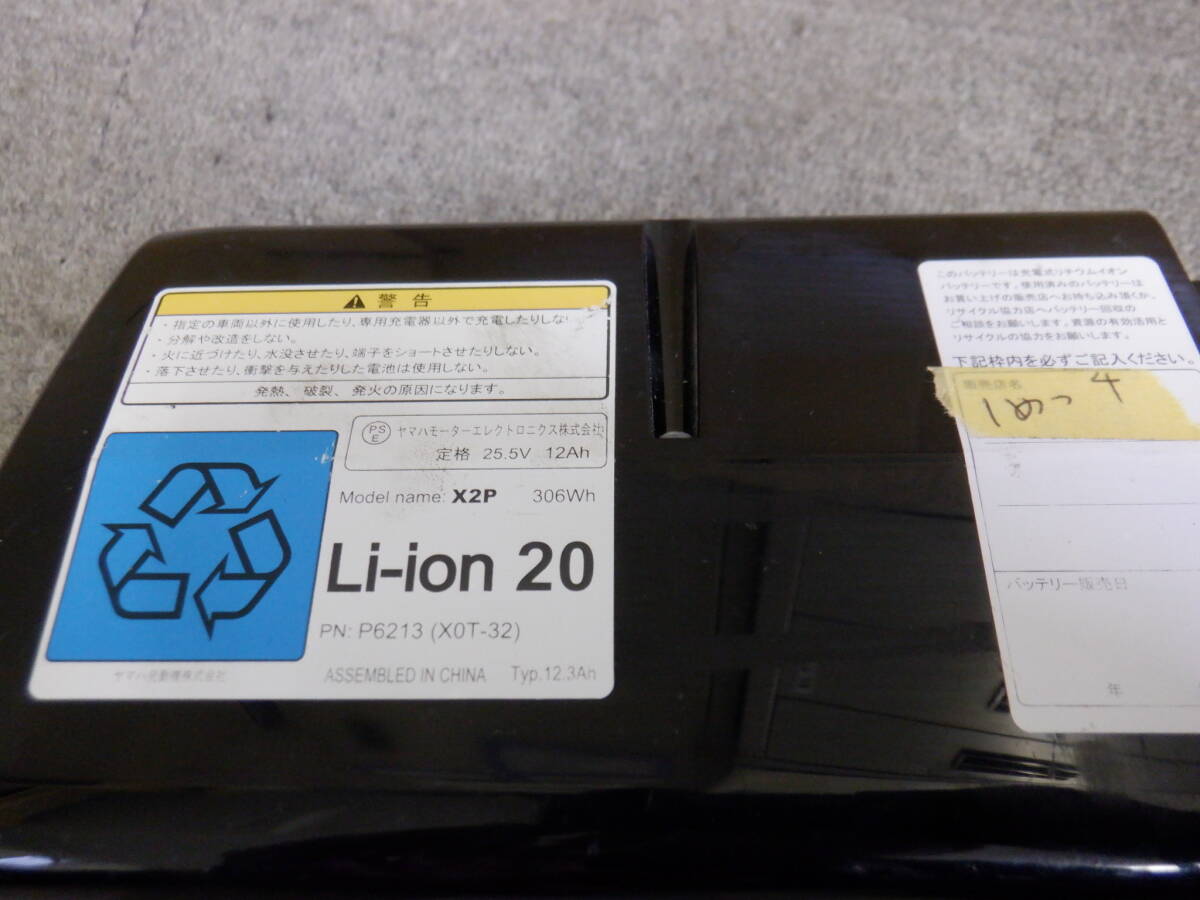 警告
・指定の車両以外に使用したり、専用充電器以外で充電したりしな
・分解や改造をしない。
・火に近づけたり、水没させたり、端子をショートさせたりしない。
・落下させたり、衝撃を与えたりした電池は使用しない。
発熱、破裂、発火の原因になります。
PS
E
ヤマハモーターエレクトロニクス株式会社
定格 25.5V 12Ah
Model name: X2P 306Wh
Li-ion 20
PN: P6213 (X0T-32)
ASSEMBLED IN CHINA Typ.12.3Ah
ヤマハ発動機株式会社
このバッテリーは充電式リチウムイオン
バッテリーです。使用済みのバッテリーは
お買い上げの販売店へお持ち込み頂くか、
リサイクル協力店へバッテリー回収の
ご相談をお願いします。資源の有効活用と
リサイクルの協力をお願いします。
下記枠内を必ずご記入ください。
販売店名
1めっ 4
バッテリー販売日
年